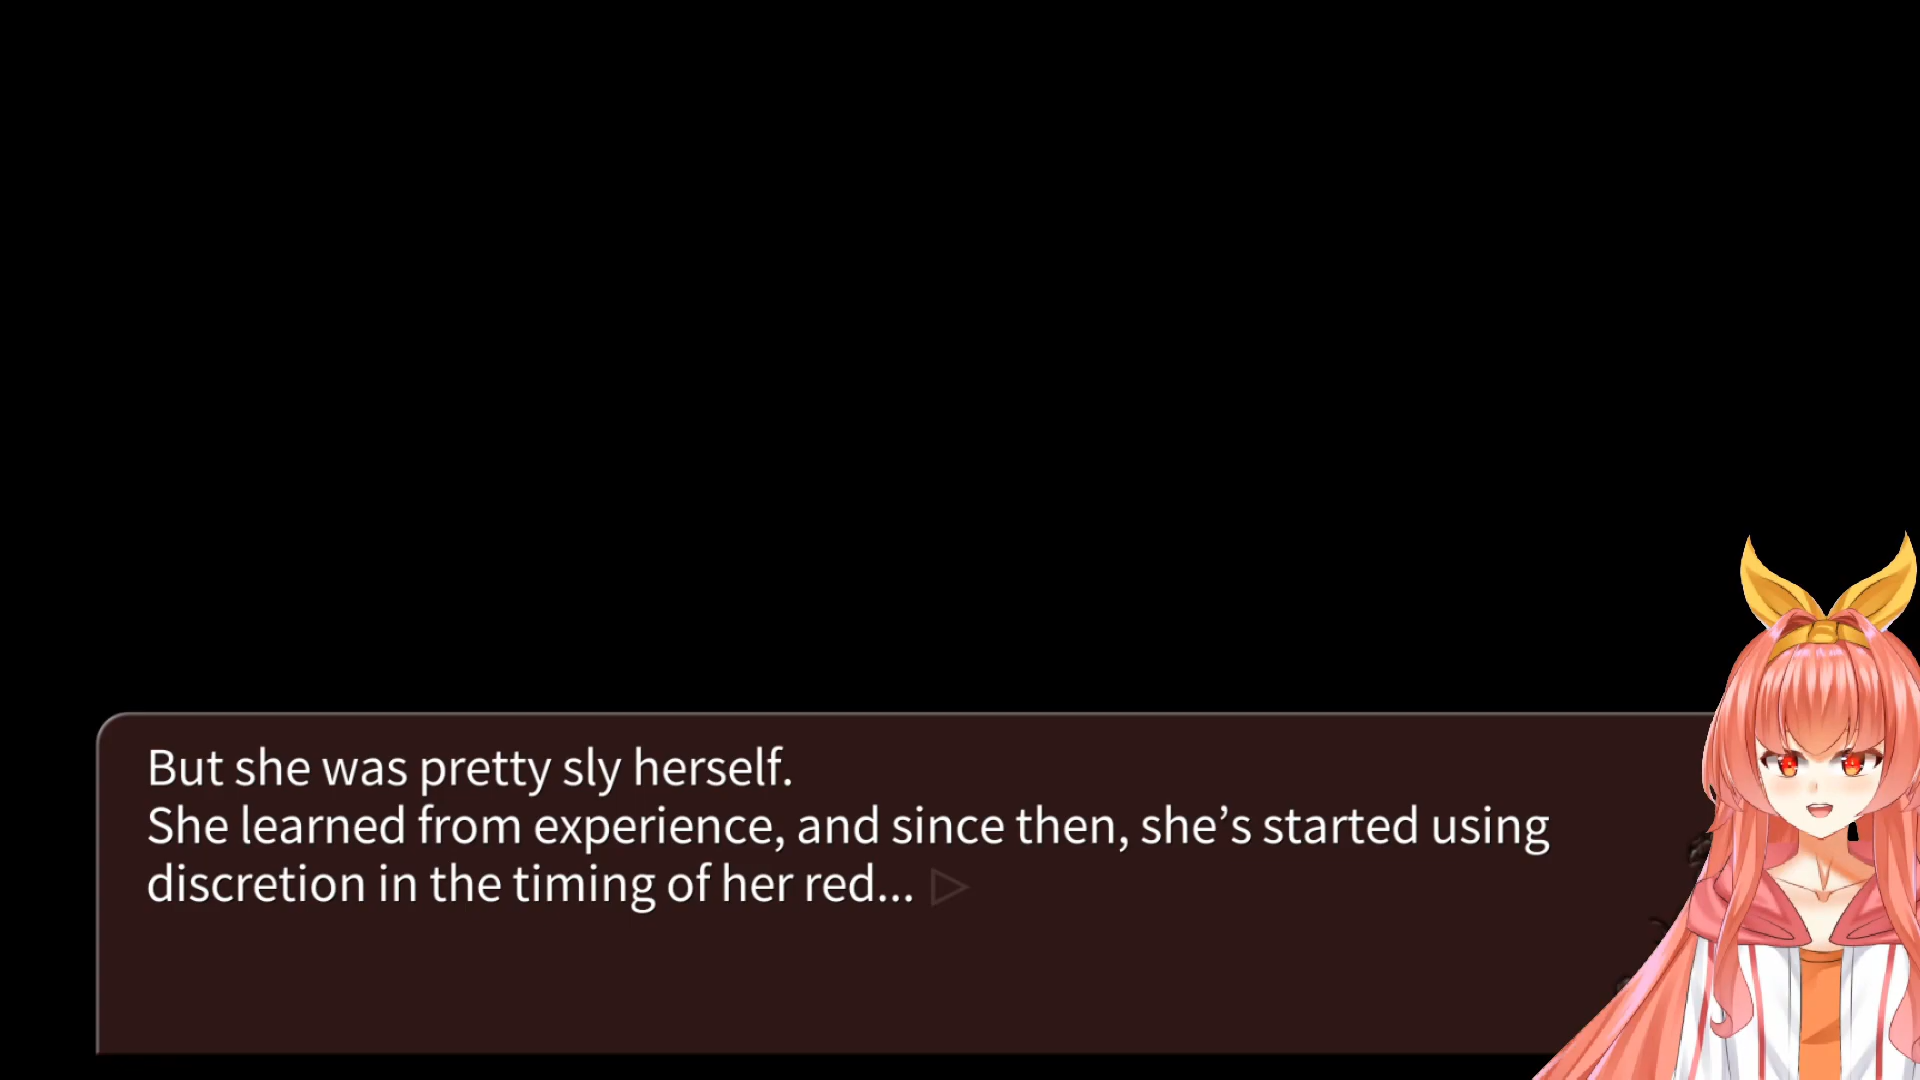 But she was pretty sly herself.
She learned from experience, and since then, she’s started using
discretion in the timing of her red...